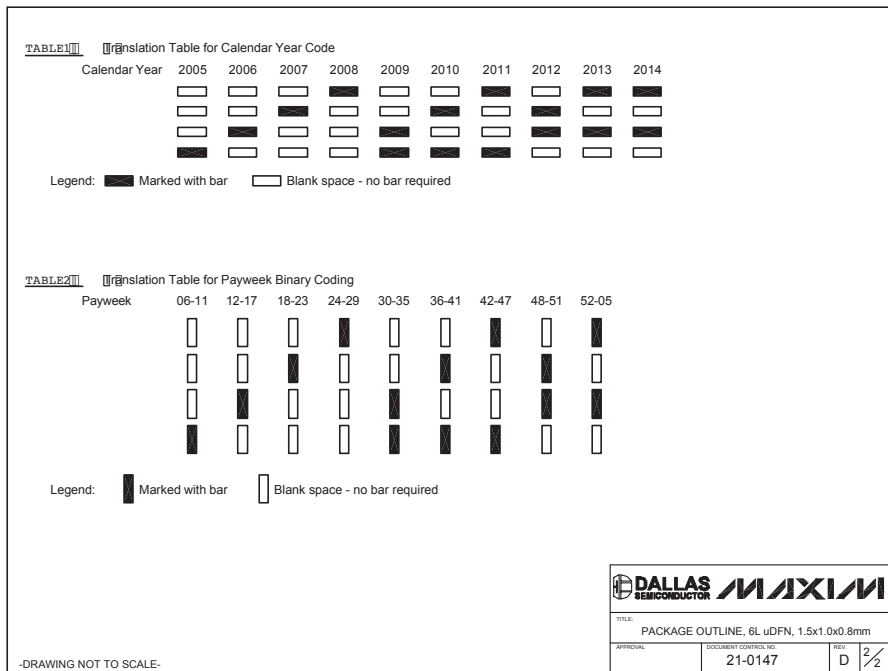 TABLE1 Translation Table for Calendar Year Code
Calendar Year 2005 2006 2007 2008 2009 2010 2011 2012 2013 2014
Legend: Marked with bar Blank space - no bar required
TABLE2 Translation Table for Payweek Binary Coding
Payweek 06-11 12-17 18-23 24-29 30-35 36-41 42-47 48-51 52-05
Legend: Marked with bar Blank space - no bar required
DALLAS SEMICONDUCTOR MAXIM
TITLE:
PACKAGE OUTLINE, 6L uDFN, 1.5x1.0x0.8mm
APPROVAL DOCUMENT CONTROL NO. REV.
21-0147 D 2/2
-DRAWING NOT TO SCALE-